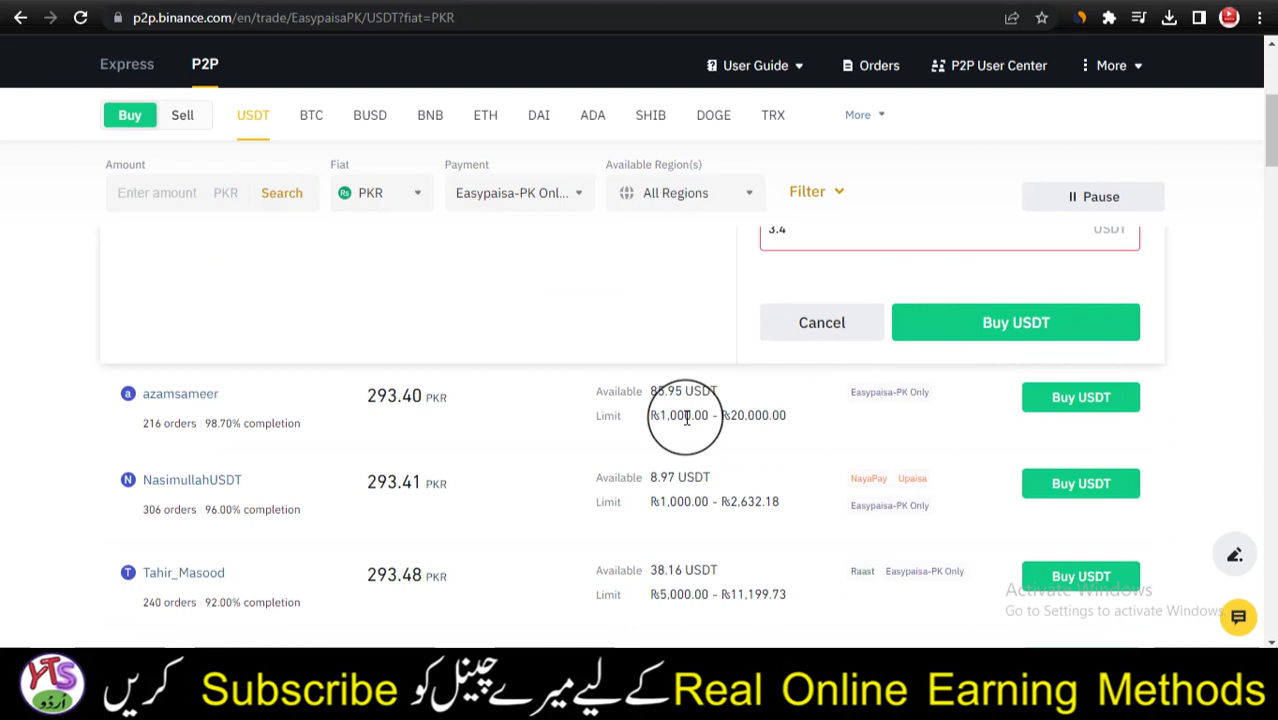 p2p.binance.com/en/trade/EasypaisaPK/USDT?fiat=PKR
Express P2P User Guide Orders P2P User Center More
Buy Sell USDT BTC BUSD BNB ETH DAI ADA SHIB DOGE TRX More
Amount Fiat Payment Available Region(s)
Enter amount PKR Search Rs PKR Easypaisa-PK Onl... All Regions Filter Pause
3.4 USDT
Cancel Buy USDT
a azamsameer 293.40 PKR Available 85.95 USDT Easypaisa-PK Only Buy USDT
216 orders 98.70% completion Limit ₨1,000.00 - ₨20,000.00
N NasimullahUSDT 293.41 PKR Available 8.97 USDT NayaPay Upaisa Buy USDT
306 orders 96.00% completion Limit ₨1,000.00 - ₨2,632.18 Easypaisa-PK Only
T Tahir_Masood 293.48 PKR Available 38.16 USDT Raast Easypaisa-PK Only Buy USDT
240 orders 92.00% completion Limit ₨5,000.00 - ₨11,199.73
Activate Windows
Go to Settings to activate Windows.
YTS اردو Real Online Earning Methods کے لیے میرے چینل کو Subscribe کریں